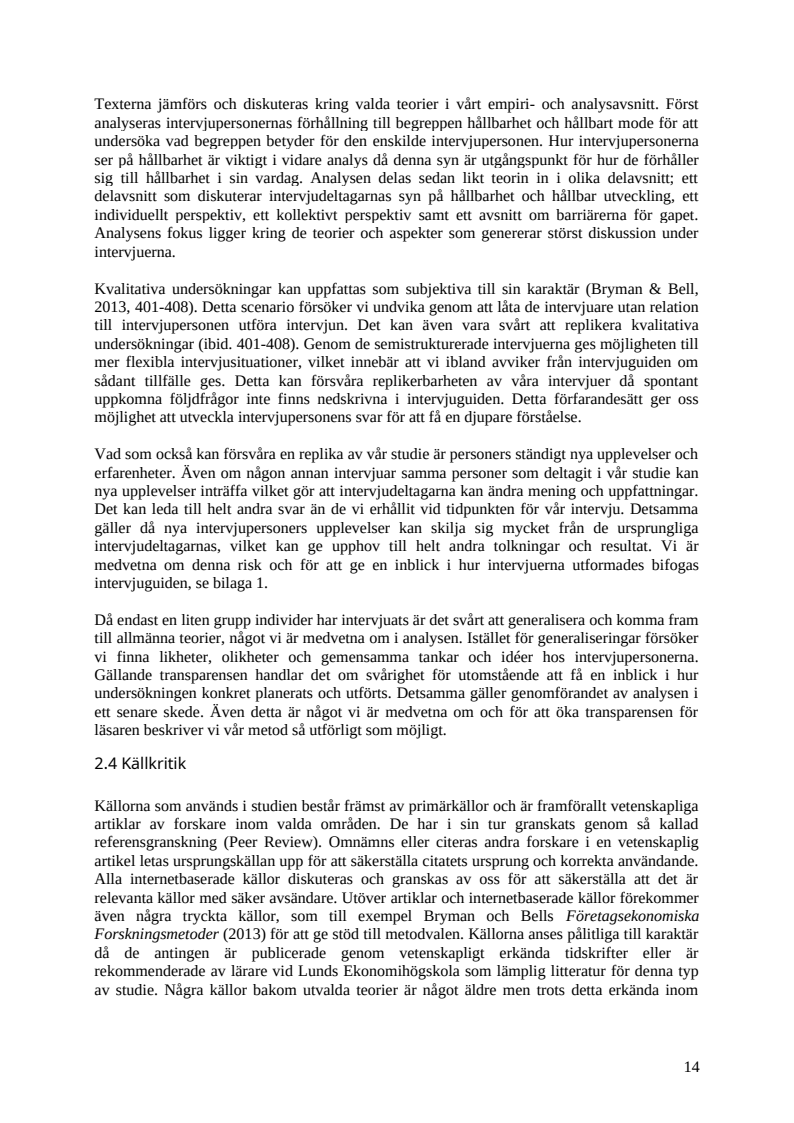 Texterna jämförs och diskuteras kring valda teorier i vårt empiri- och analysavsnitt. Först
analyseras intervjupersonernas förhållning till begreppen hållbarhet och hållbart mode för att
undersöka vad begreppen betyder för den enskilde intervjupersonen. Hur intervjupersonerna
ser på hållbarhet är viktigt i vidare analys då denna syn är utgångspunkt för hur de förhåller
sig till hållbarhet i sin vardag. Analysen delas sedan likt teorin in i olika delavsnitt; ett
delavsnitt som diskuterar intervjudeltagarnas syn på hållbarhet och hållbar utveckling, ett
individuellt perspektiv, ett kollektivt perspektiv samt ett avsnitt om barriärerna för gapet.
Analysens fokus ligger kring de teorier och aspekter som genererar störst diskussion under
intervjuerna.
Kvalitativa undersökningar kan uppfattas som subjektiva till sin karaktär (Bryman & Bell,
2013, 401-408). Detta scenario försöker vi undvika genom att låta de intervjuare utan relation
till intervjupersonen utföra intervjun. Det kan även vara svårt att replikera kvalitativa
undersökningar (ibid. 401-408). Genom de semistrukturerade intervjuerna ges möjligheten till
mer flexibla intervjusituationer, vilket innebär att vi ibland avviker från intervjuguiden om
sådant tillfälle ges. Detta kan försvåra replikerbarheten av våra intervjuer då spontant
uppkomna följdfrågor inte finns nedskrivna i intervjuguiden. Detta förfarandesätt ger oss
möjlighet att utveckla intervjupersonens svar för att få en djupare förståelse.
Vad som också kan försvåra en replika av vår studie är personers ständigt nya upplevelser och
erfarenheter. Även om någon annan intervjuar samma personer som deltagit i vår studie kan
nya upplevelser inträffa vilket gör att intervjudeltagarna kan ändra mening och uppfattningar.
Det kan leda till helt andra svar än de vi erhållit vid tidpunkten för vår intervju. Detsamma
gäller då nya intervjupersoners upplevelser kan skilja sig mycket från de ursprungliga
intervjudeltagarnas, vilket kan ge upphov till helt andra tolkningar och resultat. Vi är
medvetna om denna risk och för att ge en inblick i hur intervjuerna utformades bifogas
intervjuguiden, se bilaga 1.
Då endast en liten grupp individer har intervjuats är det svårt att generalisera och komma fram
till allmänna teorier, något vi är medvetna om i analysen. Istället för generaliseringar försöker
vi finna likheter, olikheter och gemensamma tankar och idéer hos intervjupersonerna.
Gällande transparensen handlar det om svårighet för utomstående att få en inblick i hur
undersökningen konkret planerats och utförts. Detsamma gäller genomförandet av analysen i
ett senare skede. Även detta är något vi är medvetna om och för att öka transparensen för
läsaren beskriver vi vår metod så utförligt som möjligt.
2.4 Källkritik
Källorna som används i studien består främst av primärkällor och är framförallt vetenskapliga
artiklar av forskare inom valda områden. De har i sin tur granskats genom så kallad
referensgranskning (Peer Review). Omnämns eller citeras andra forskare i en vetenskaplig
artikel letas ursprungskällan upp för att säkerställa citatets ursprung och korrekta användande.
Alla internetbaserade källor diskuteras och granskas av oss för att säkerställa att det är
relevanta källor med säker avsändare. Utöver artiklar och internetbaserade källor förekommer
även några tryckta källor, som till exempel Bryman och Bells Företagsekonomiska
Forskningsmetoder (2013) för att ge stöd till metodvalen. Källorna anses pålitliga till karaktär
då de antingen är publicerade genom vetenskapligt erkända tidskrifter eller är
rekommenderade av lärare vid Lunds Ekonomihögskola som lämplig litteratur för denna typ
av studie. Några källor bakom utvalda teorier är något äldre men trots detta erkända inom
14